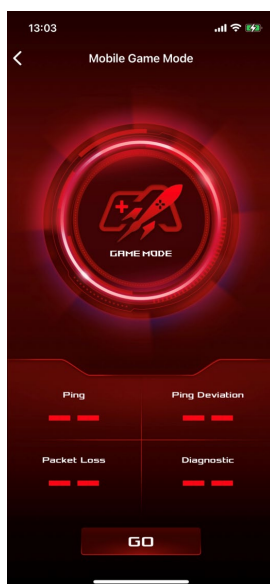 13:03
Mobile Game Mode
GAME MODE
Ping
Ping Deviation
-- --
-- --
Packet Loss
Diagnostic
-- --
-- --
GO